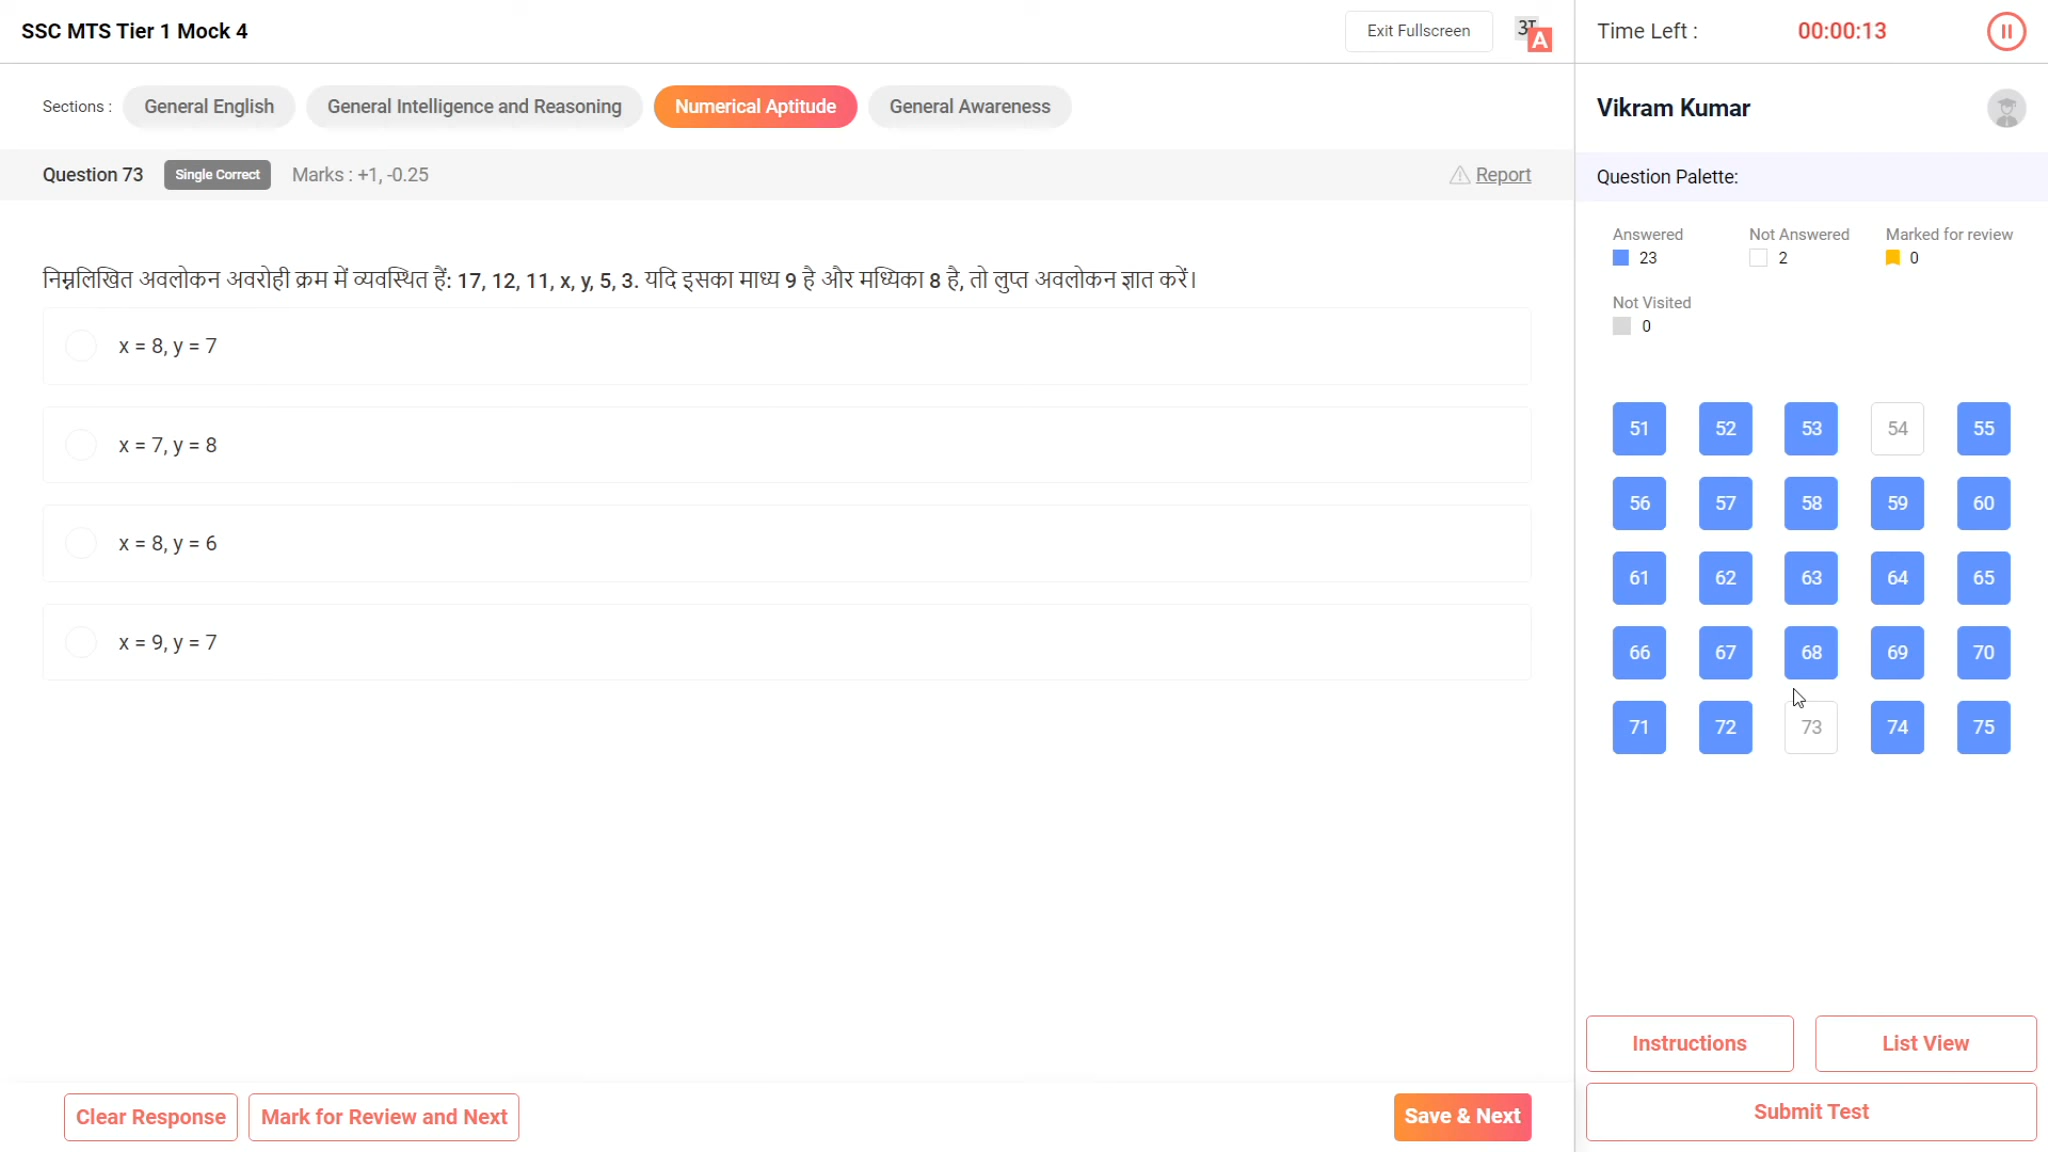 SSC MTS Tier 1 Mock 4
Exit Fullscreen
अ A
Time Left :
00:00:13
Sections :
General English
General Intelligence and Reasoning
Numerical Aptitude
General Awareness
Vikram Kumar
Question 73
Single Correct
Marks : +1, -0.25
Report
Question Palette:
Answered
23
Not Answered
2
Marked for review
0
Not Visited
0
निम्नलिखित अवलोकन अवरोही क्रम में व्यवस्थित हैं: 17, 12, 11, x, y, 5, 3. यदि इसका माध्य 9 है और मध्यिका 8 है, तो लुप्त अवलोकन ज्ञात करें।
x = 8, y = 7
x = 7, y = 8
x = 8, y = 6
x = 9, y = 7
51 52 53 54 55
56 57 58 59 60
61 62 63 64 65
66 67 68 69 70
71 72 73 74 75
Instructions
List View
Clear Response
Mark for Review and Next
Save & Next
Submit Test